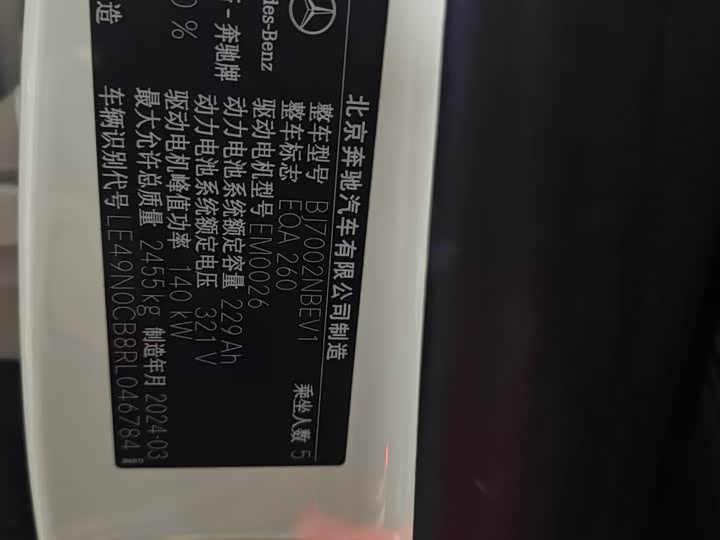 北京奔驰汽车有限公司制造
des-Benz
奔驰牌
0 %
造
整车型号 BJ7002NBEV1
整车标志 EQA 260 乘坐人数 5
驱动电机型号 EM0026
动力电池系统额定容量 229Ah
动力电池系统额定电压 321V
驱动电机峰值功率 140 kW
最大允许总质量 2455kg 制造年月 2024-03
车辆识别代号 LE49N0CB8RL046784